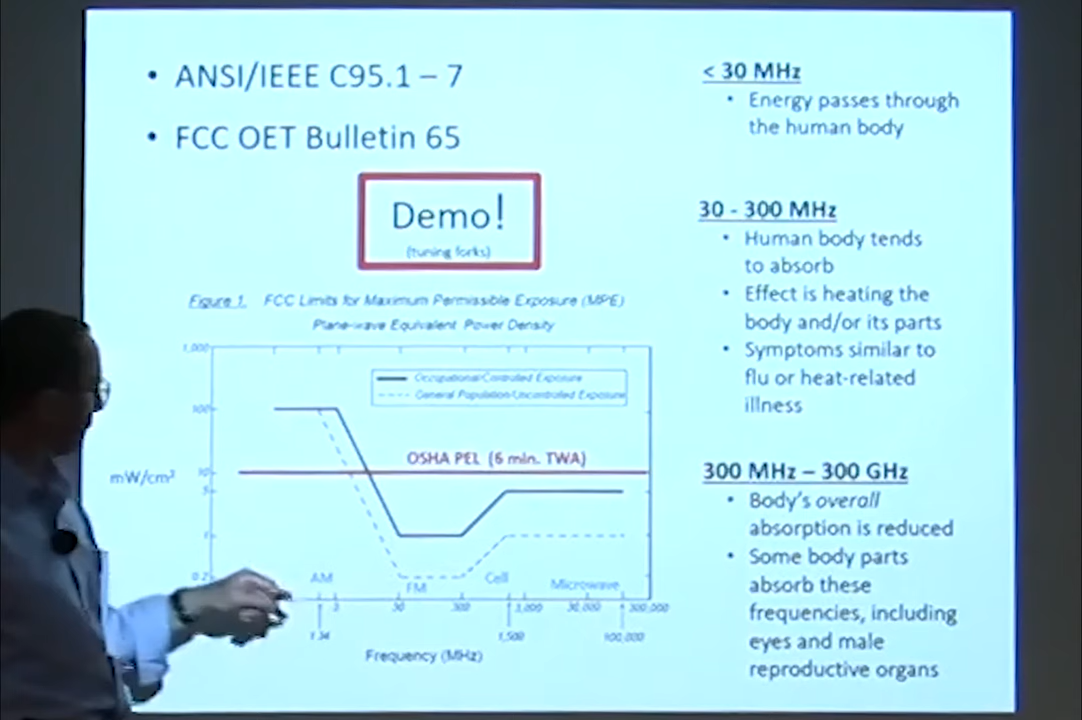 • ANSI/IEEE C95.1 – 7
• FCC OET Bulletin 65
Demo!
(tuning forks)
Figure 1. FCC Limits for Maximum Permissible Exposure (MPE)
Plane-wave Equivalent Power Density
1,000
Occupational/Controlled Exposure
General Population/Uncontrolled Exposure
100
OSHA PEL (6 min. TWA)
mW/cm²
10
5
1
0.2
AM
FM
Cell
Microwave
3
30
300
3,000
30,000
300,000
1.34
1,500
100,000
Frequency (MHz)
< 30 MHz
• Energy passes through
the human body
30 - 300 MHz
• Human body tends
to absorb
• Effect is heating the
body and/or its parts
• Symptoms similar to
flu or heat-related
illness
300 MHz – 300 GHz
• Body's overall
absorption is reduced
• Some body parts
absorb these
frequencies, including
eyes and male
reproductive organs